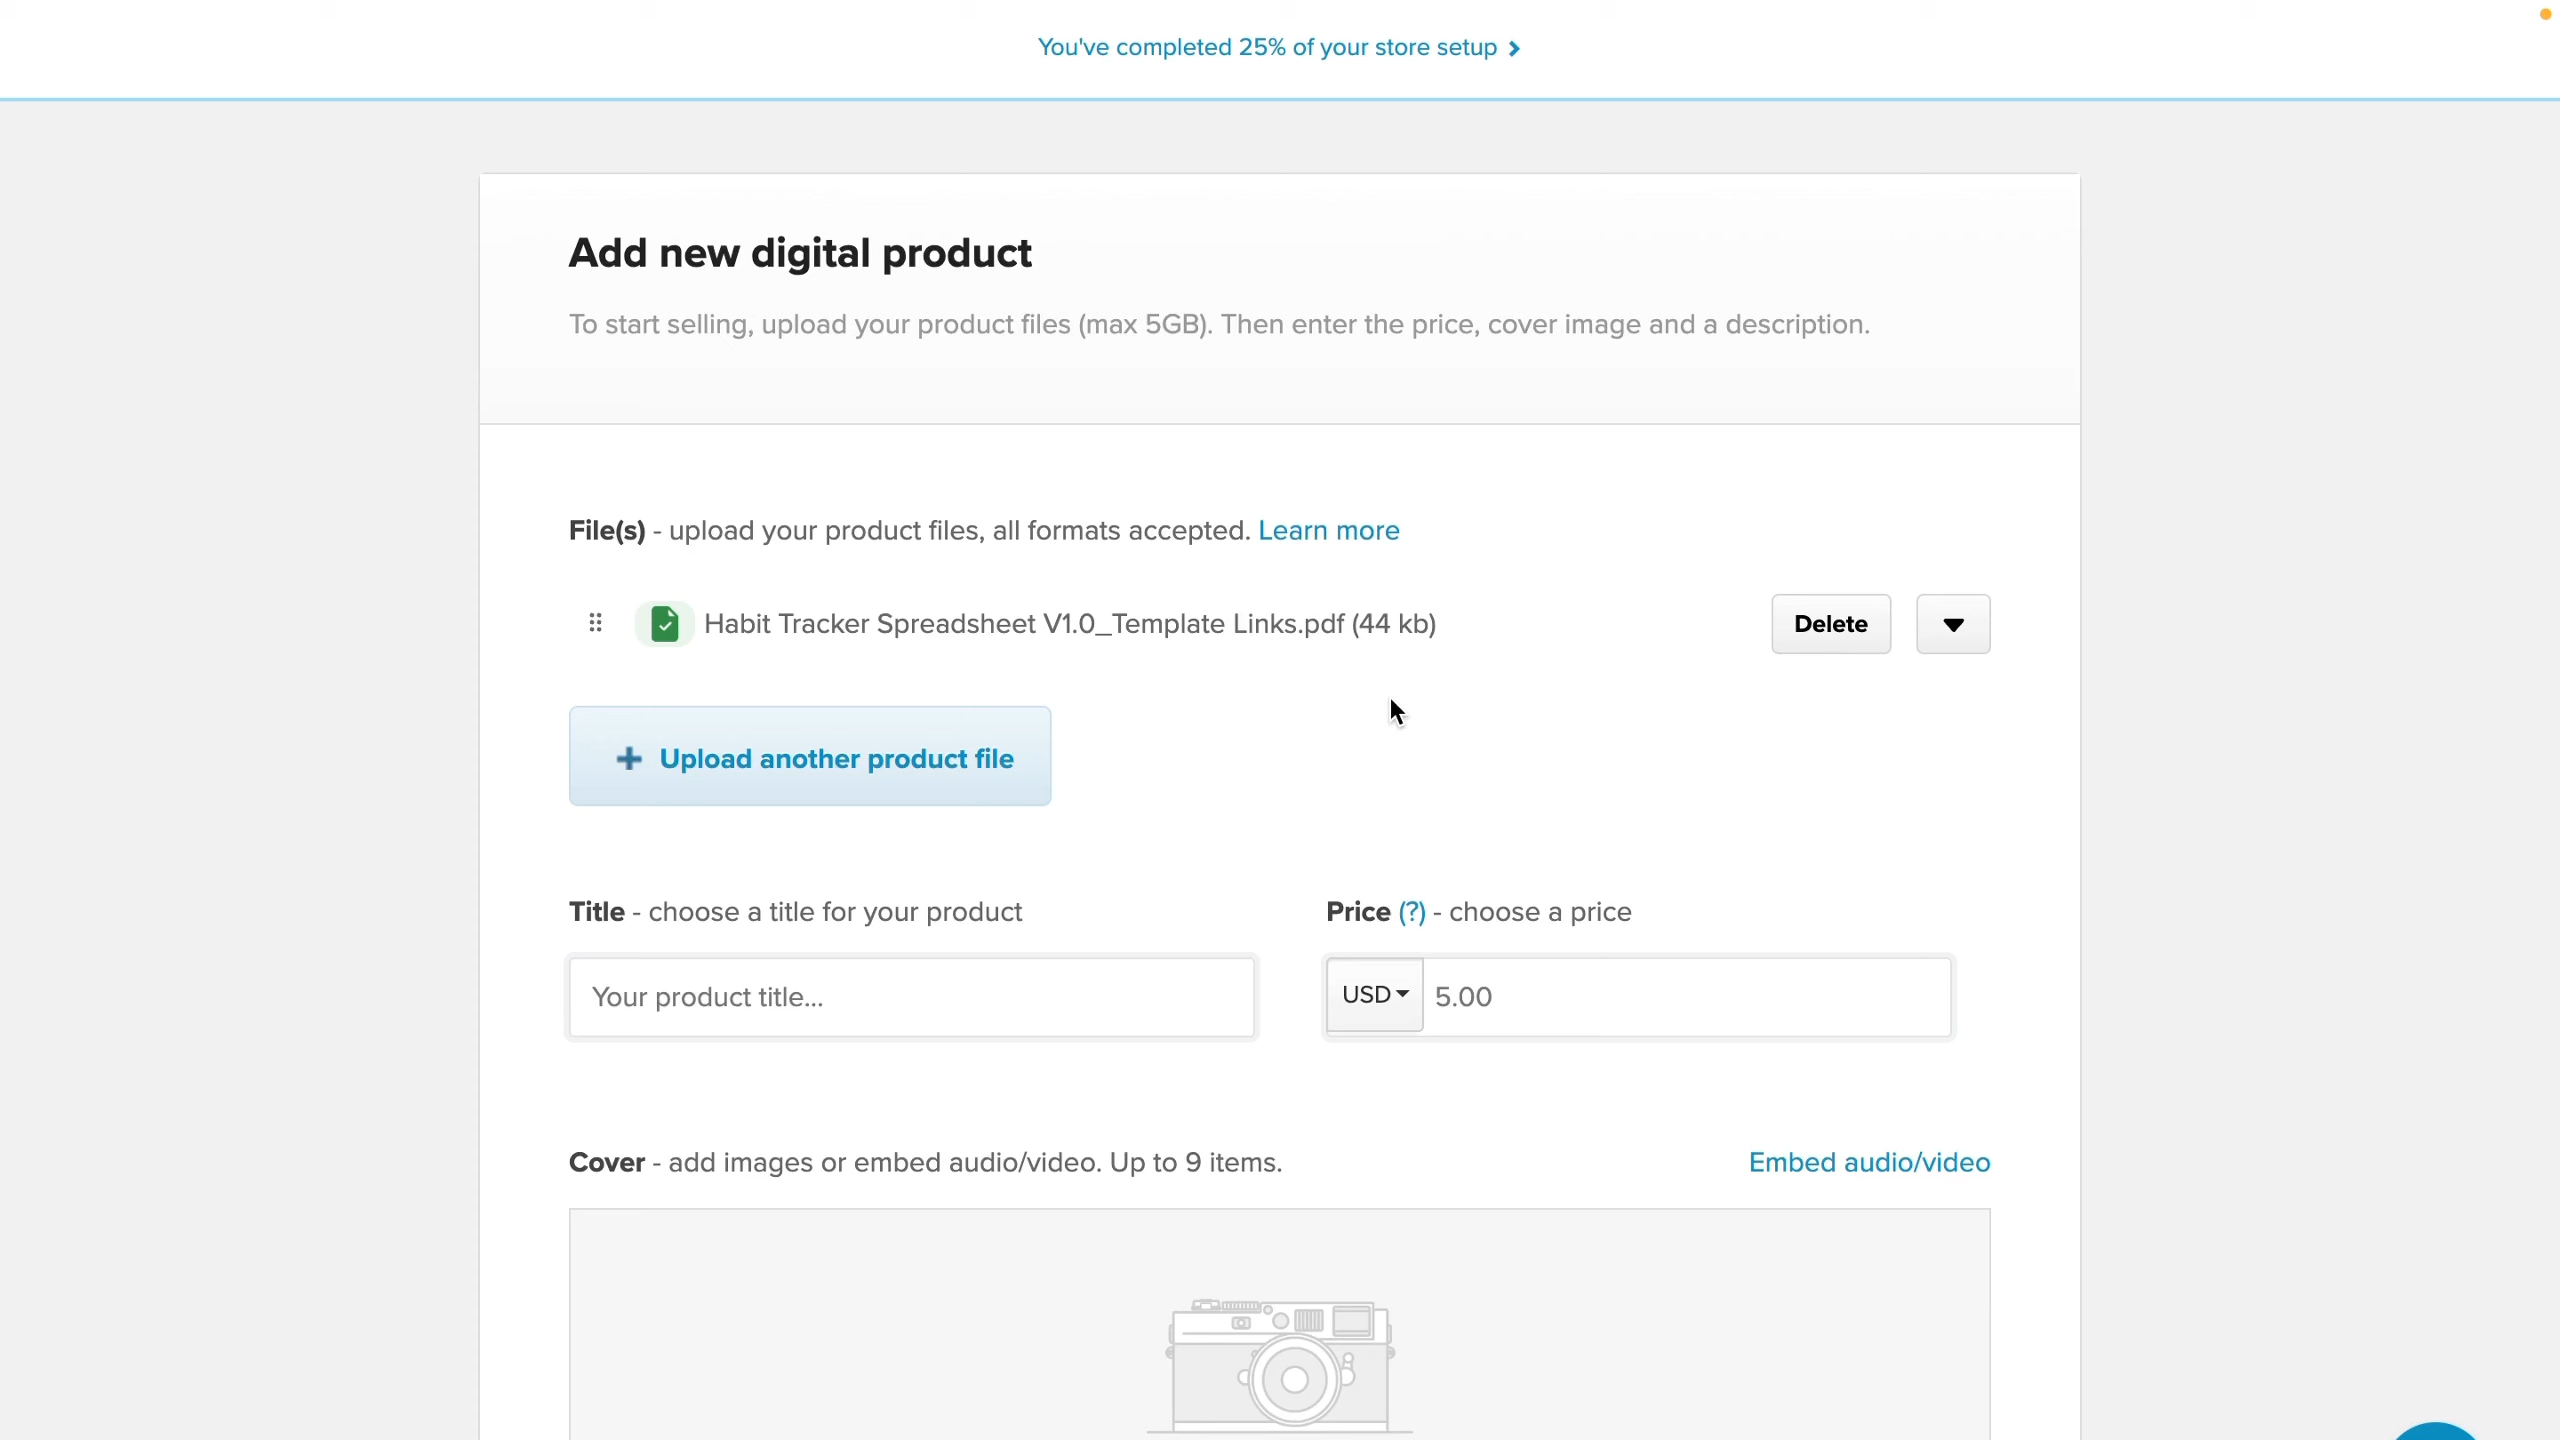 You've completed 25% of your store setup
Add new digital product
To start selling, upload your product files (max 5GB). Then enter the price, cover image and a description.
File(s) - upload your product files, all formats accepted. Learn more
Habit Tracker Spreadsheet V1.0_Template Links.pdf (44 kb)
Delete
+ Upload another product file
Title - choose a title for your product
Price (?) - choose a price
Your product title...
USD 5.00
Cover - add images or embed audio/video. Up to 9 items.
Embed audio/video